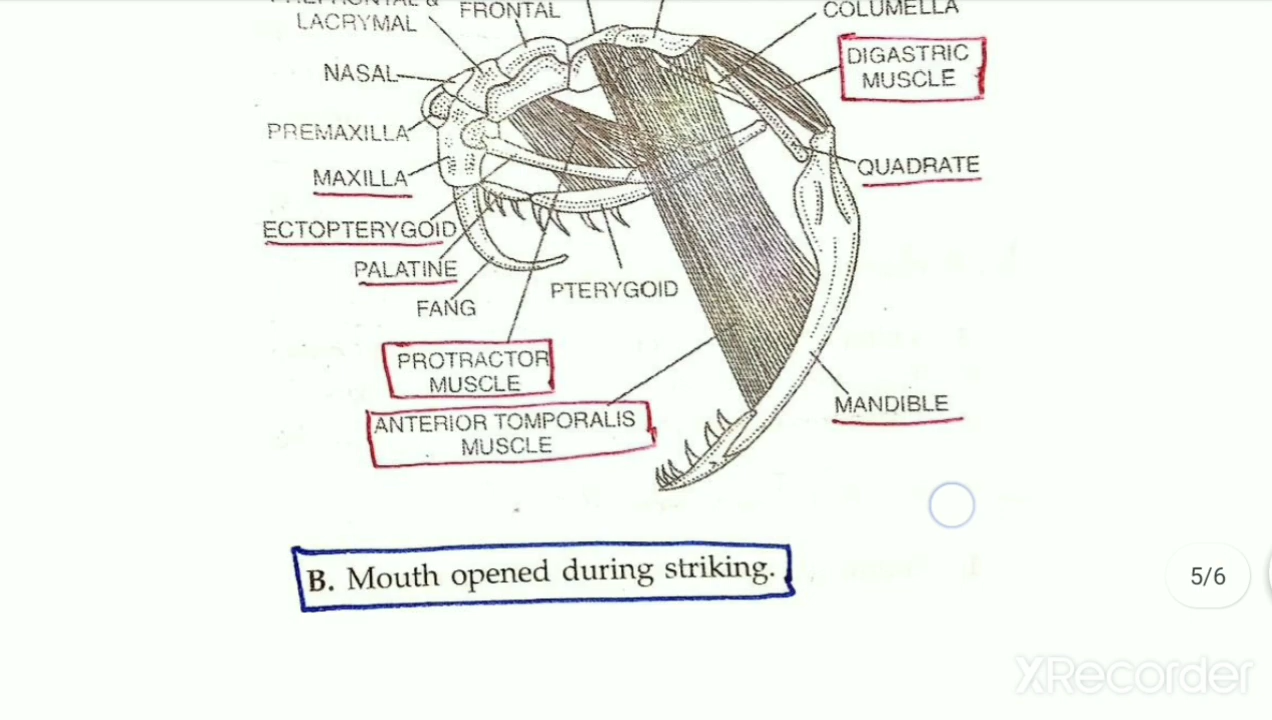 PREFRONTAL &
LACRYMAL
FRONTAL
COLUMELLA
DIGASTRIC
MUSCLE
NASAL
PREMAXILLA
QUADRATE
MAXILLA
ECTOPTERYGOID
PALATINE
PTERYGOID
FANG
PROTRACTOR
MUSCLE
MANDIBLE
ANTERIOR TOMPORALIS
MUSCLE
B. Mouth opened during striking.
5/6
XRecorder